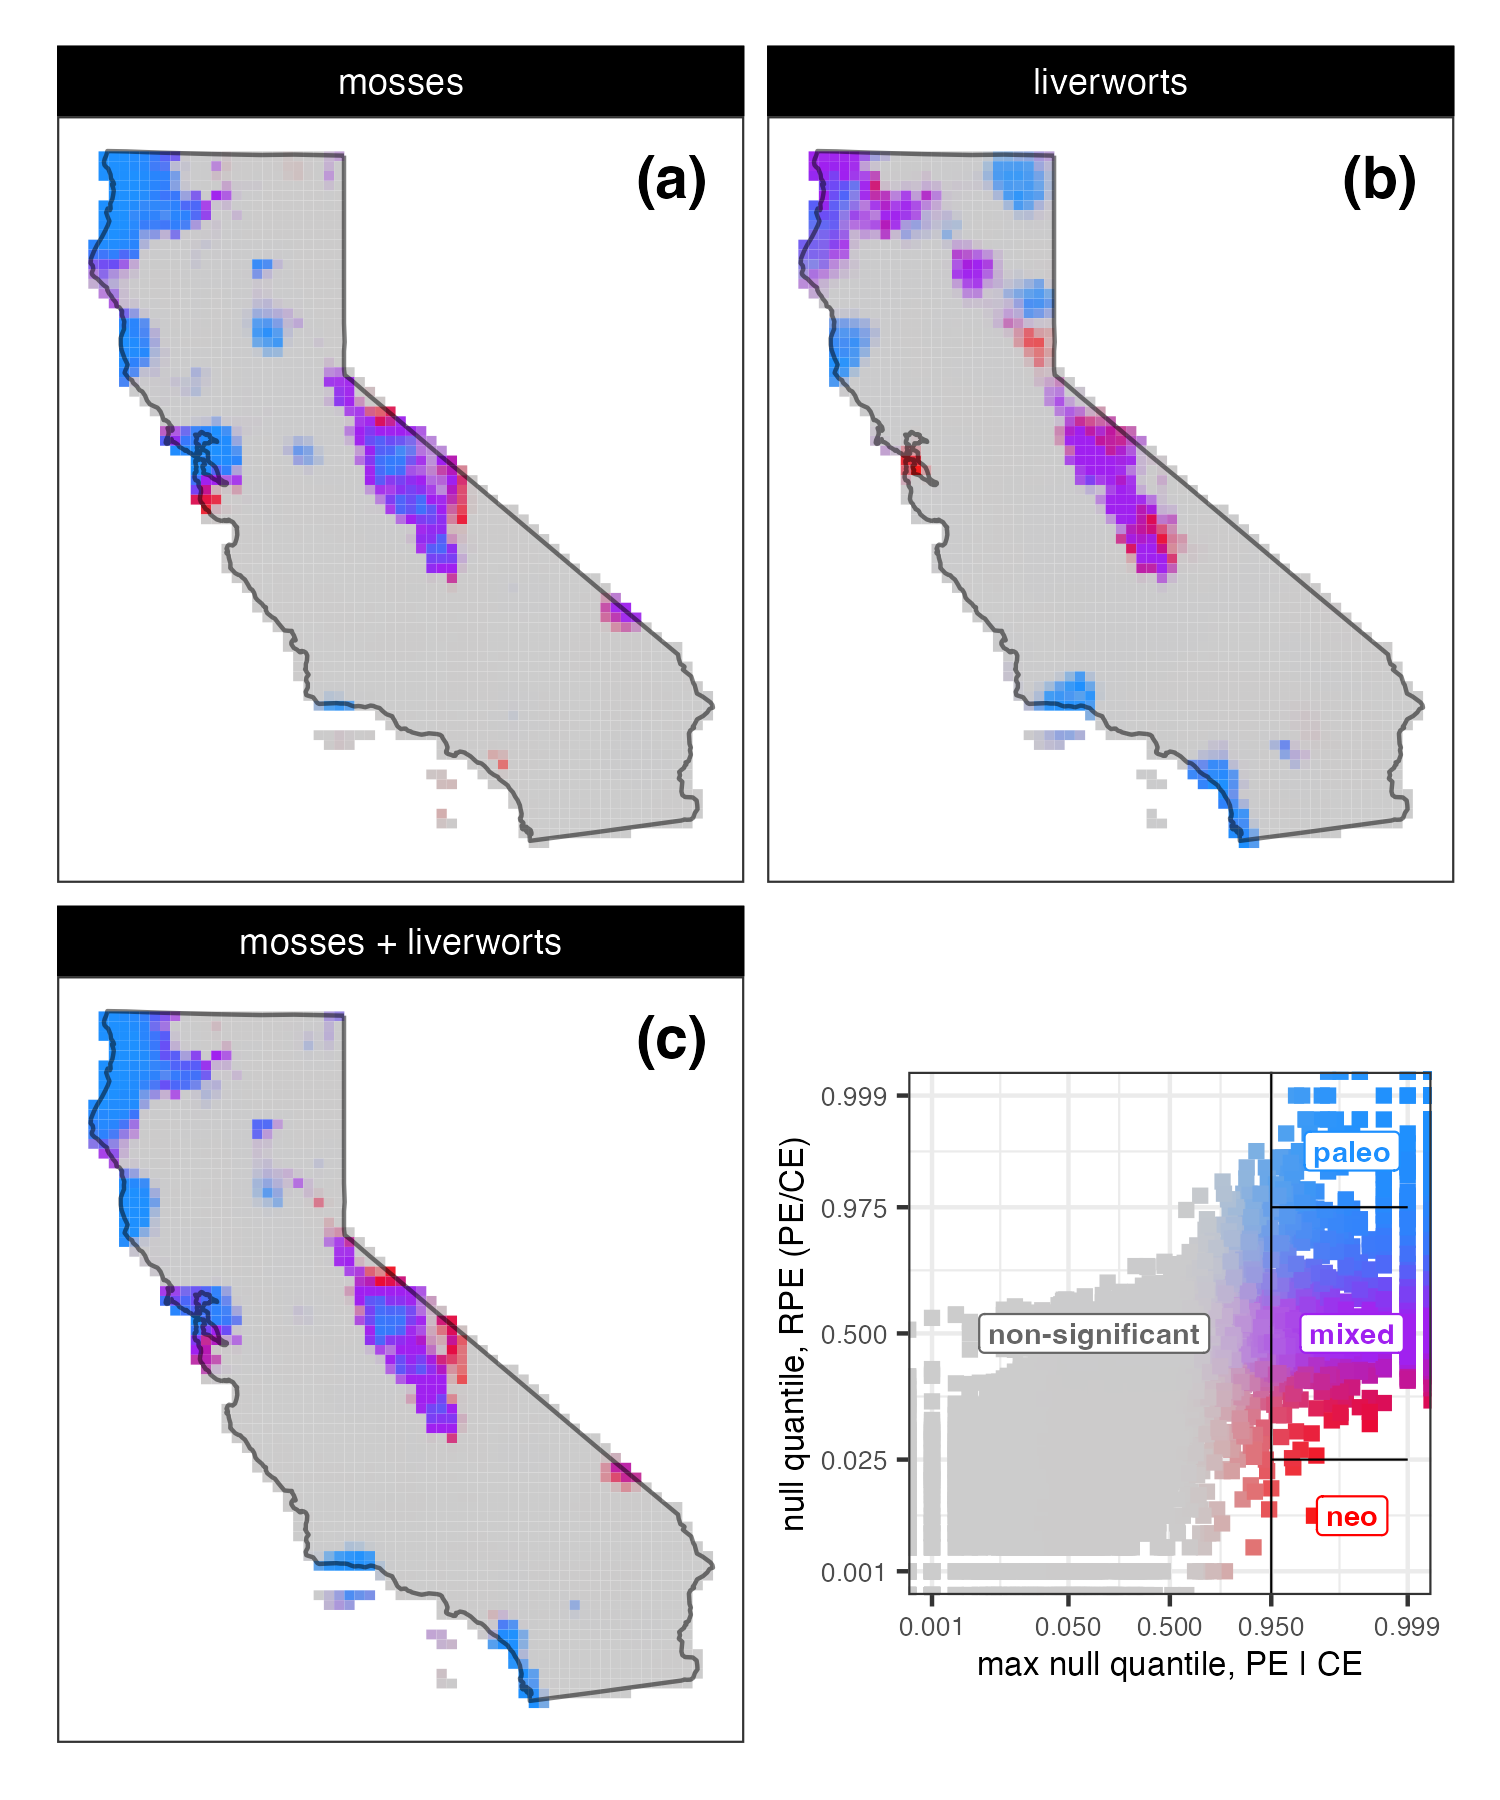 mosses
liverworts
(a)
(b)
mosses + liverworts
(c)
null quantile, RPE (PE/CE)
0.999
0.975
0.500
0.025
0.001
paleo
non-significant
mixed
neo
0.001
0.050
0.500
0.950
0.999
max null quantile, PE | CE